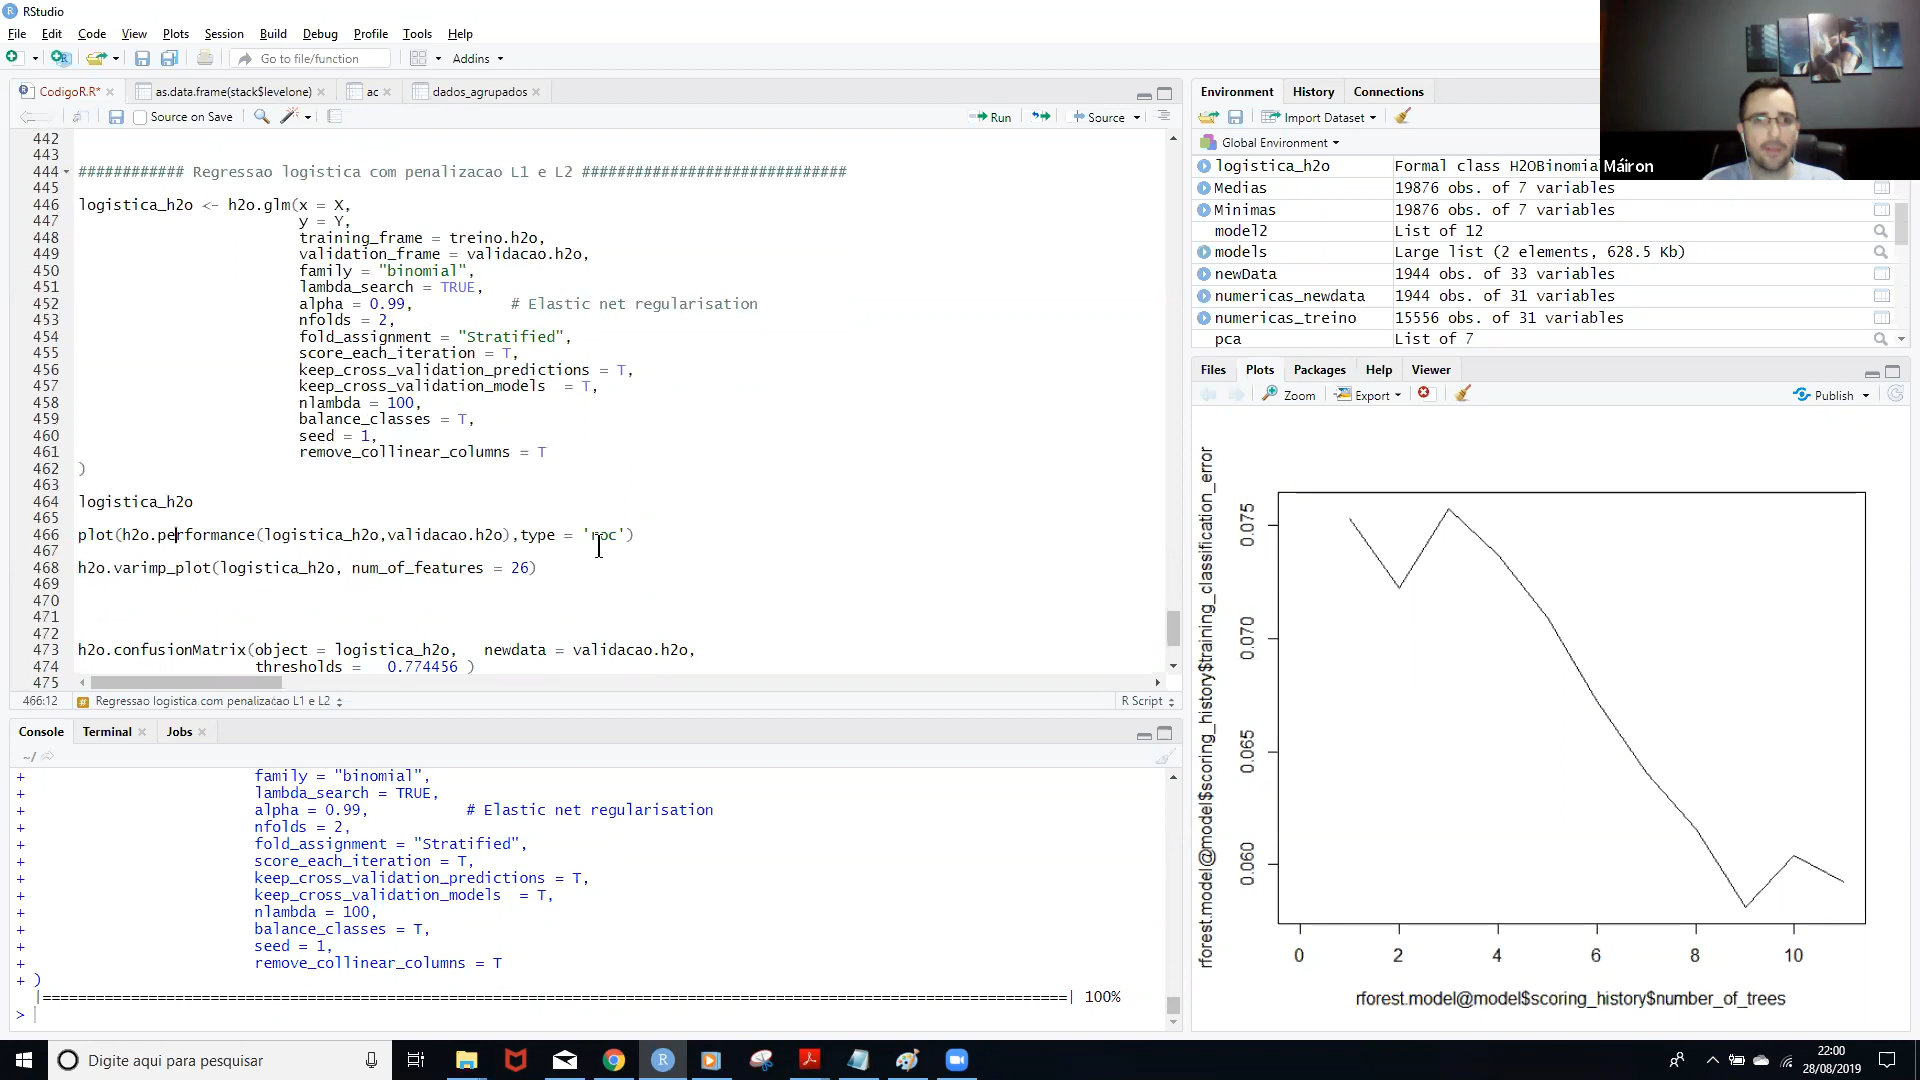 RStudio
File Edit Code View Plots Session Build Debug Profile Tools Help
Go to file/function Addins
CodigoR.R* as.data.frame(stack$levelone) ac dados_agrupados
Source on Save Run Source
442
443
444 ############ Regressao logistica com penalizacao L1 e L2 ##############################
445
446 logistica_h2o <- h2o.glm(x = X,
447 y = Y,
448 training_frame = treino.h2o,
449 validation_frame = validacao.h2o,
450 family = "binomial",
451 lambda_search = TRUE,
452 alpha = 0.99, # Elastic net regularisation
453 nfolds = 2,
454 fold_assignment = "Stratified",
455 score_each_iteration = T,
456 keep_cross_validation_predictions = T,
457 keep_cross_validation_models = T,
458 nlambda = 100,
459 balance_classes = T,
460 seed = 1,
461 remove_collinear_columns = T
462 )
463
464 logistica_h2o
465
466 plot(h2o.performance(logistica_h2o,validacao.h2o),type = 'roc')
467
468 h2o.varimp_plot(logistica_h2o, num_of_features = 26)
469
470
471
472
473 h2o.confusionMatrix(object = logistica_h2o, newdata = validacao.h2o,
474 thresholds = 0.774456 )
475
466:12 Regressao logistica com penalizacao L1 e L2 R Script
Console Terminal Jobs
~/
+ family = "binomial",
+ lambda_search = TRUE,
+ alpha = 0.99, # Elastic net regularisation
+ nfolds = 2,
+ fold_assignment = "Stratified",
+ score_each_iteration = T,
+ keep_cross_validation_predictions = T,
+ keep_cross_validation_models = T,
+ nlambda = 100,
+ balance_classes = T,
+ seed = 1,
+ remove_collinear_columns = T
+ )
|=====================================================================================================================| 100%
>
Environment History Connections
Import Dataset
Global Environment
logistica_h2o Formal class H2OBinomia
Medias 19876 obs. of 7 variables
Minimas 19876 obs. of 7 variables
model2 List of 12
models Large list (2 elements, 628.5 Kb)
newData 1944 obs. of 33 variables
numericas_newdata 1944 obs. of 31 variables
numericas_treino 15556 obs. of 31 variables
pca List of 7
Máiron
Files Plots Packages Help Viewer
Zoom Export Publish
rforest.model@model$scoring_history$training_classification_error
0.075
0.070
0.065
0.060
0 2 4 6 8 10
rforest.model@model$scoring_history$number_of_trees
Digite aqui para pesquisar
22:00
28/08/2019